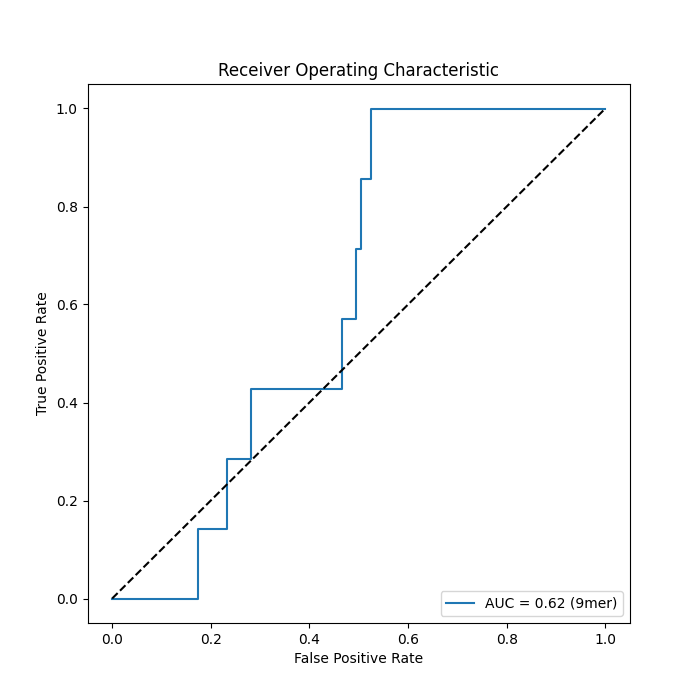 Receiver Operating Characteristic
1.0
0.8
0.6
0.4
0.2
0.0
True Positive Rate
AUC = 0.62 (9mer)
0.0 0.2 0.4 0.6 0.8 1.0
False Positive Rate